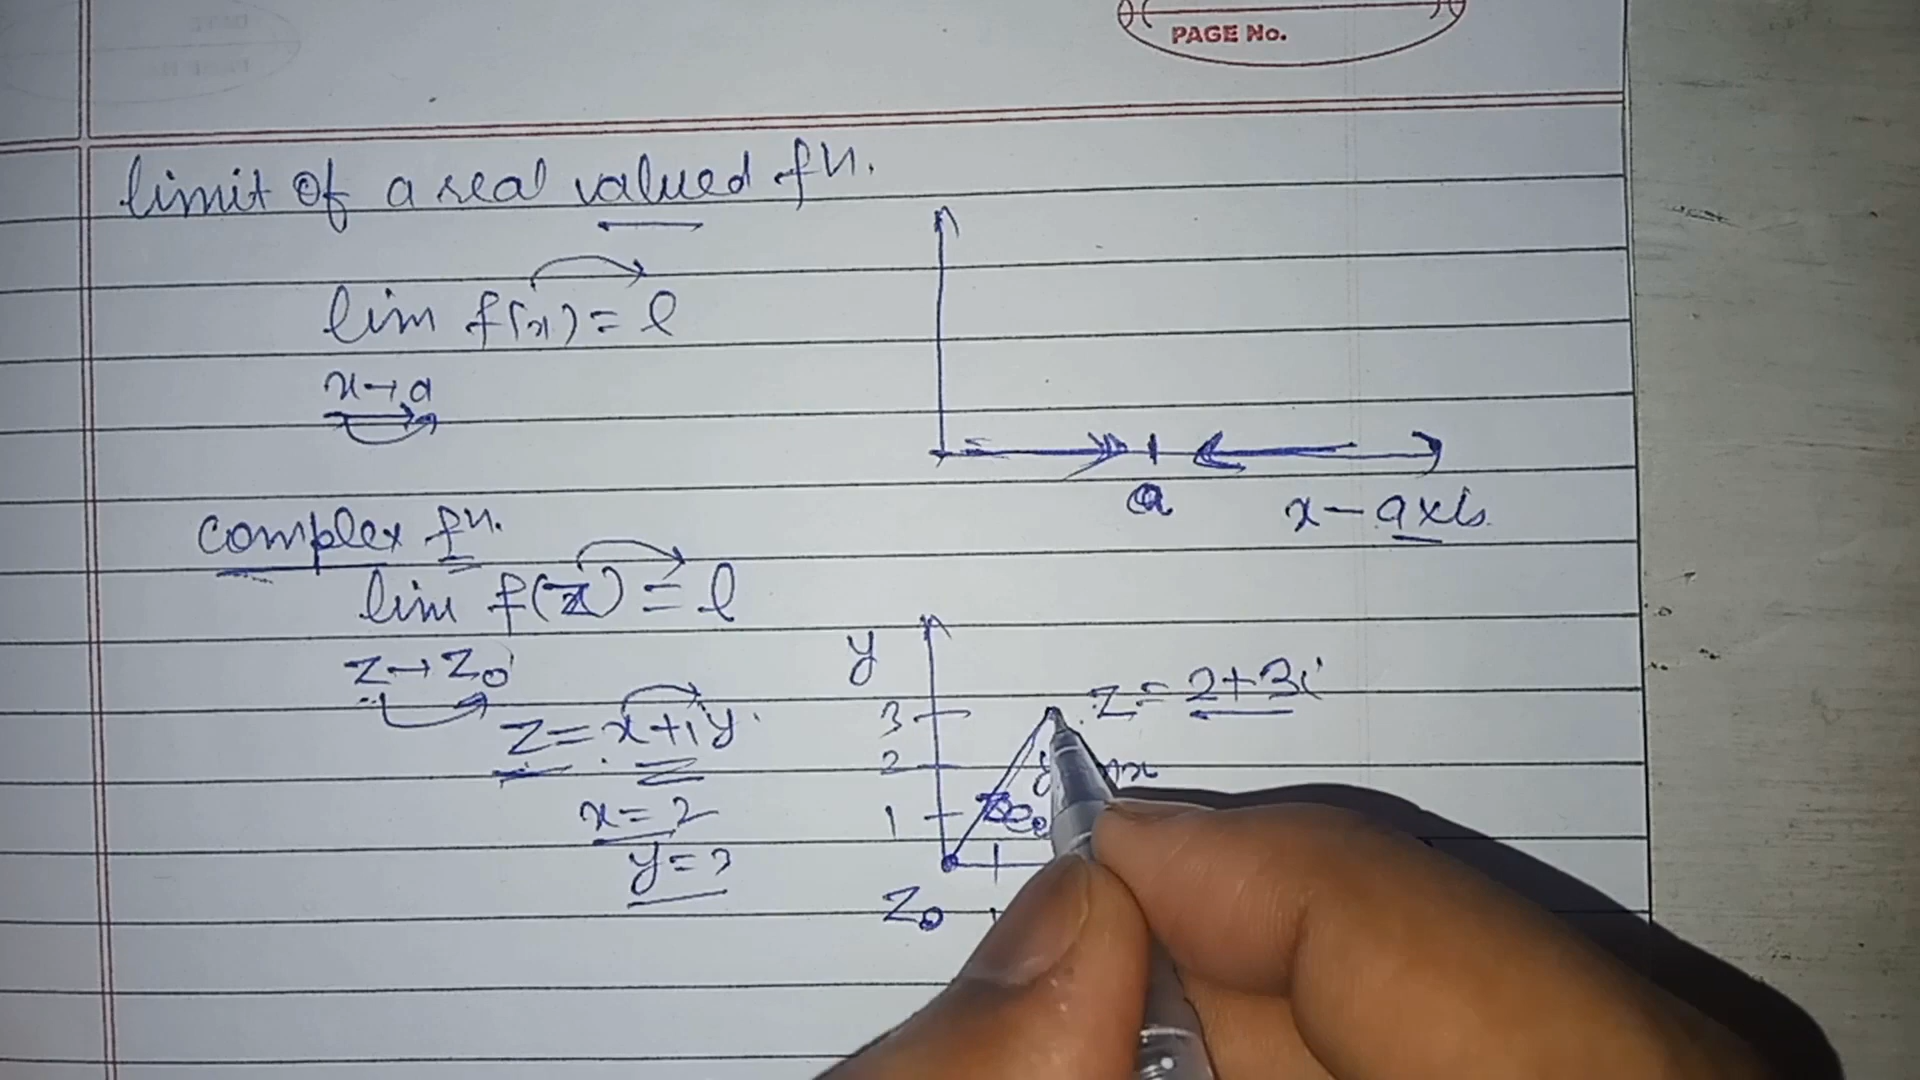 PAGE No.
limit of a real valued fn.
lim f(x) = l
x→a
a
x-axis
complex fn.
lim f(z) = l
z→z₀
y
z = x+iy
3
z = 2+3i
2
x = 2
1
y = 3
z₀